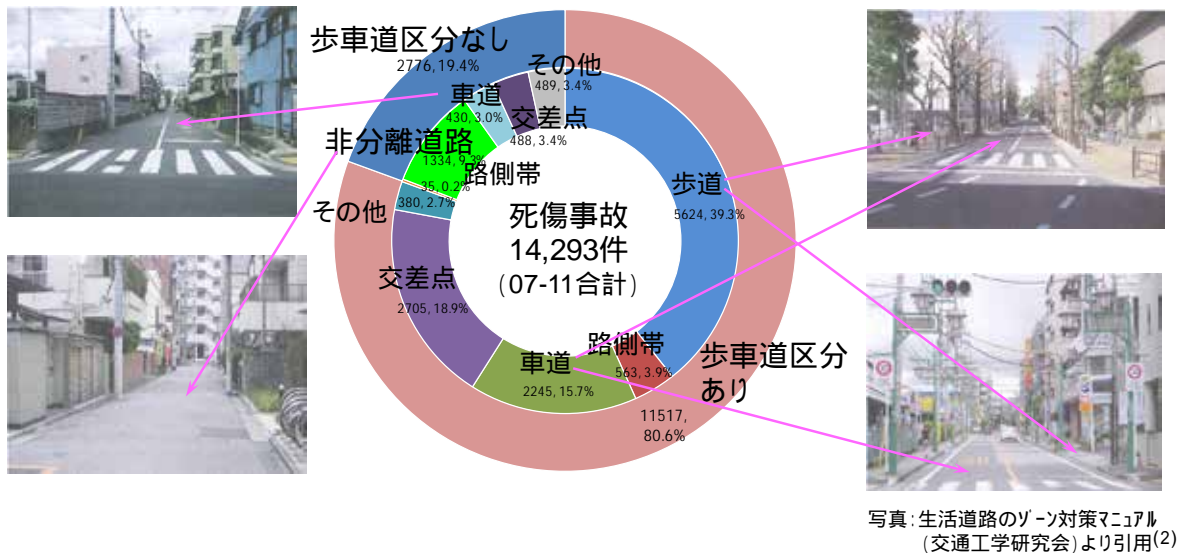 歩車道区分なし
2776, 19.4%
その他
489, 3.4%
車道
430, 3.0%
交差点
488, 3.4%
非分離道路
1334, 9.3%
路側帯
35, 0.2%
その他
380, 2.7%
歩道
5624, 39.3%
死傷事故
14,293件
(07-11合計)
交差点
2705, 18.9%
車道
2245, 15.7%
路側帯
563, 3.9%
歩車道区分
あり
11517,
80.6%
写真：生活道路のゾーン対策マニュアル
(交通工学研究会)より引用(2)